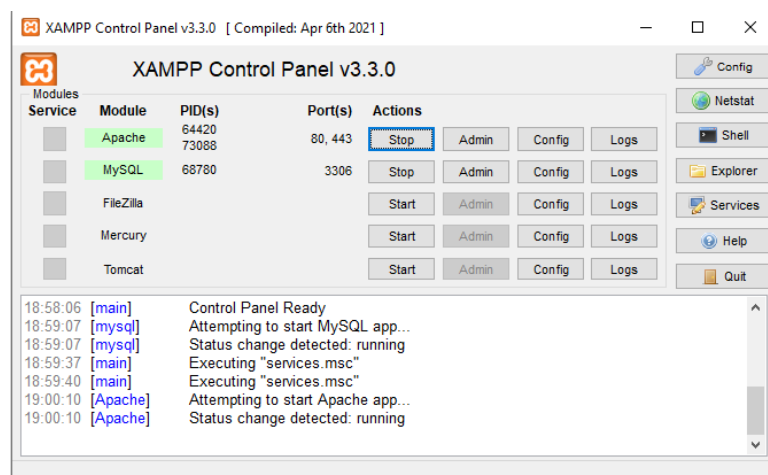 XAMPP Control Panel v3.3.0 [ Compiled: Apr 6th 2021 ]
XAMPP Control Panel v3.3.0
Config
Modules
Service Module PID(s) Port(s) Actions
Netstat
Apache 64420 73088 80, 443 Stop Admin Config Logs
Shell
MySQL 68780 3306 Stop Admin Config Logs
Explorer
FileZilla Start Admin Config Logs
Services
Mercury Start Admin Config Logs
Help
Tomcat Start Admin Config Logs
Quit
18:58:06 [main] Control Panel Ready
18:59:07 [mysql] Attempting to start MySQL app...
18:59:07 [mysql] Status change detected: running
18:59:37 [main] Executing "services.msc"
18:59:40 [main] Executing "services.msc"
19:00:10 [Apache] Attempting to start Apache app...
19:00:10 [Apache] Status change detected: running